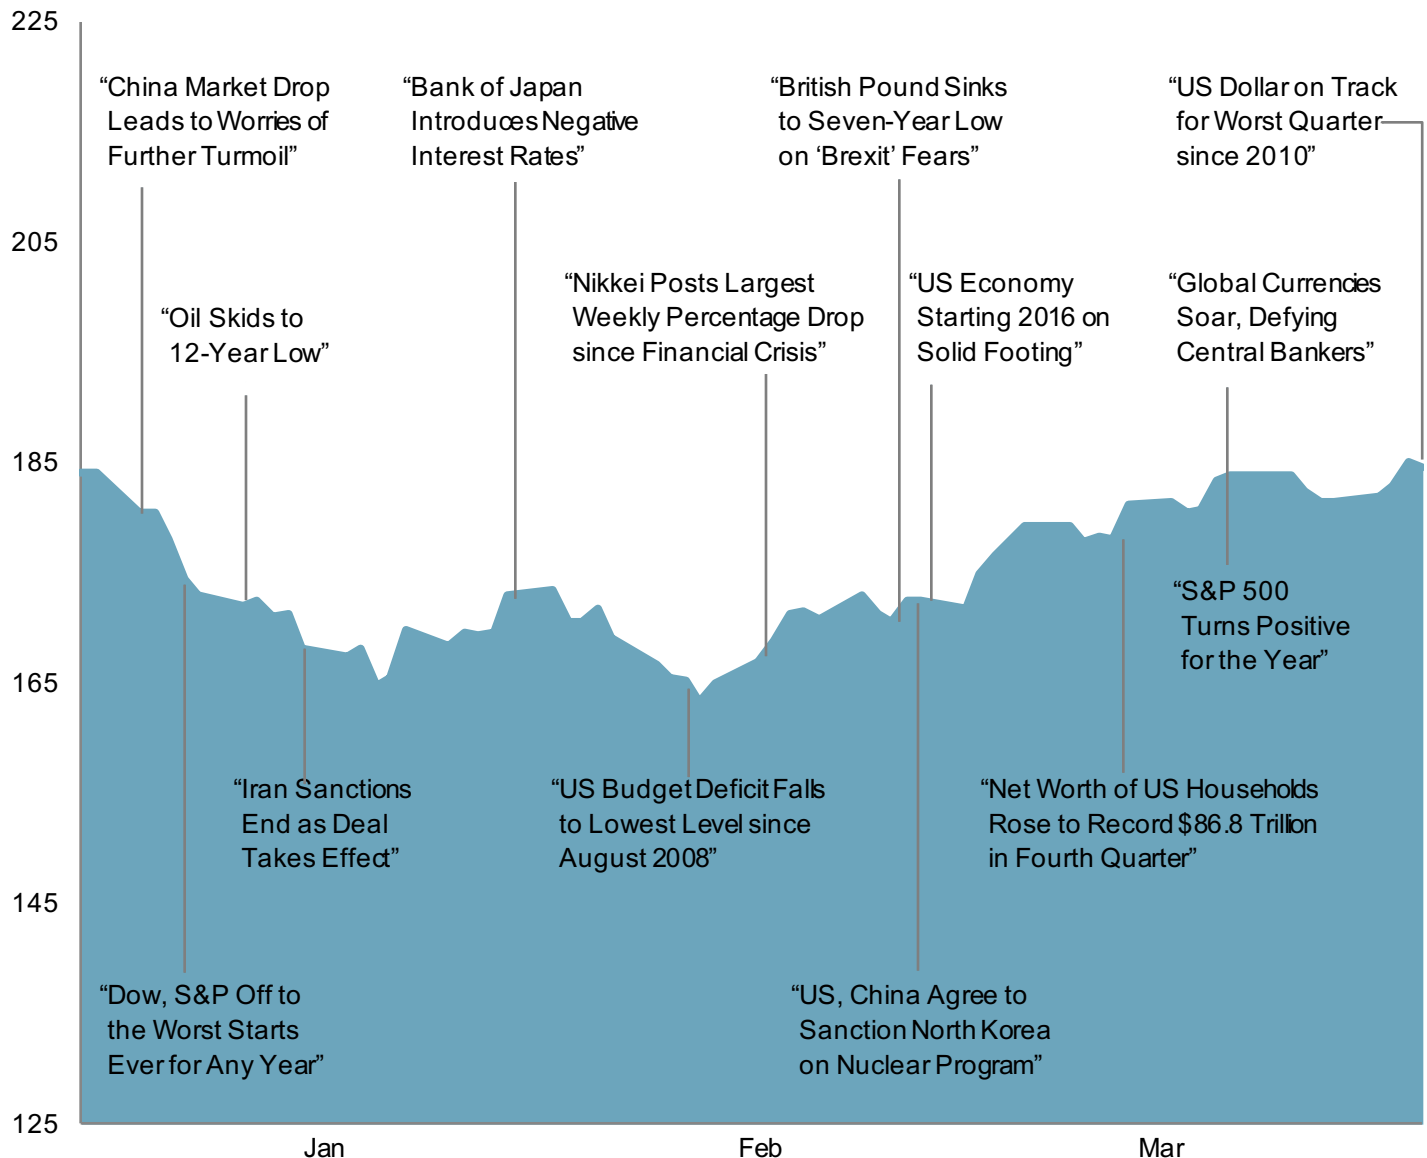 225
“China Market Drop
Leads to Worries of
Further Turmoil”
“Bank of Japan
Introduces Negative
Interest Rates”
“British Pound Sinks
to Seven-Year Low
on ‘Brexit’ Fears”
“US Dollar on Track
for Worst Quarter
since 2010”
205
“Oil Skids to
12-Year Low”
“Nikkei Posts Largest
Weekly Percentage Drop
since Financial Crisis”
“US Economy
Starting 2016 on
Solid Footing”
“Global Currencies
Soar, Defying
Central Bankers”
185
“S&P 500
Turns Positive
for the Year”
165
“Iran Sanctions
End as Deal
Takes Effect”
“US Budget Deficit Falls
to Lowest Level since
August 2008”
“Net Worth of US Households
Rose to Record $86.8 Trillion
in Fourth Quarter”
145
“Dow, S&P Off to
the Worst Starts
Ever for Any Year”
“US, China Agree to
Sanction North Korea
on Nuclear Program”
125
Jan
Feb
Mar